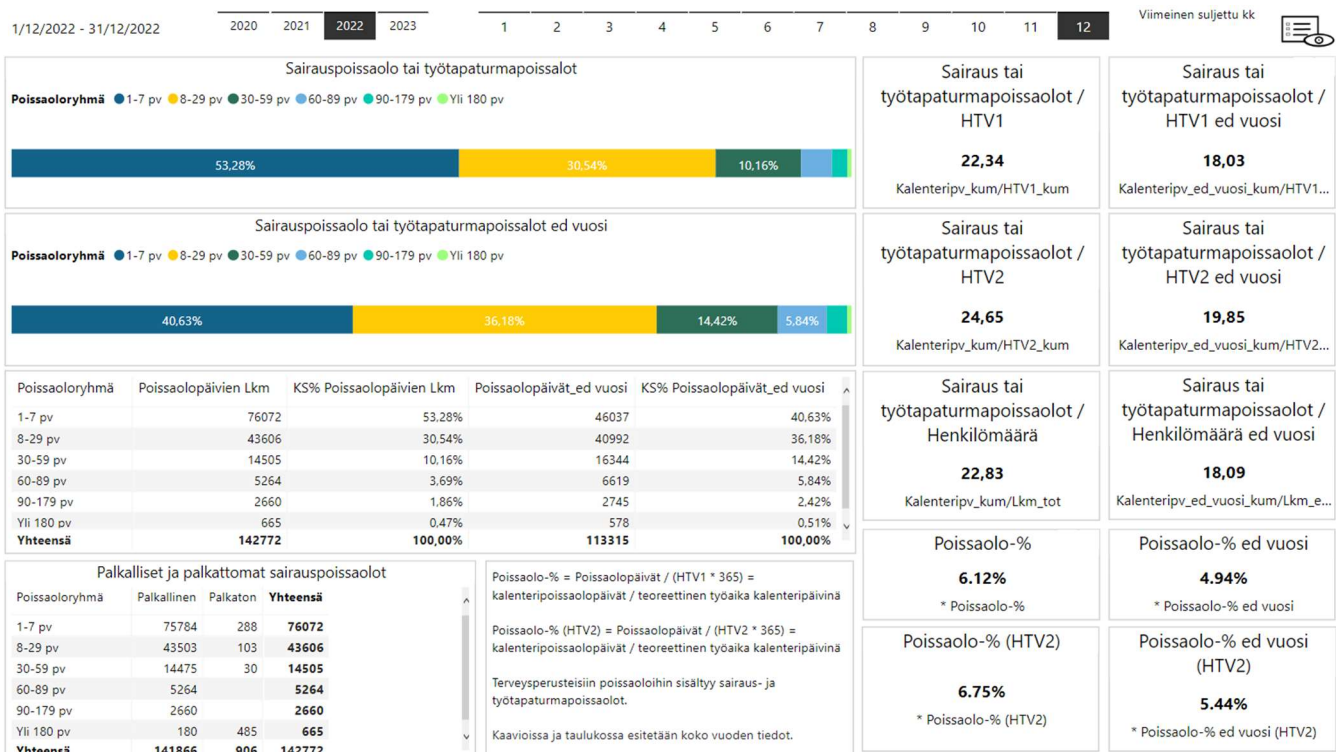 1/12/2022 - 31/12/2022
2020 2021 2022 2023
1 2 3 4 5 6 7 8 9 10 11 12
Viimeinen suljettu kk
Sairauspoissaolo tai työtapaturmapoissalot
Poissaoloryhmä 1-7 pv 8-29 pv 30-59 pv 60-89 pv 90-179 pv Yli 180 pv
53,28% 30,54% 10,16%
Sairauspoissaolo tai työtapaturmapoissalot ed vuosi
Poissaoloryhmä 1-7 pv 8-29 pv 30-59 pv 60-89 pv 90-179 pv Yli 180 pv
40,63% 36,18% 14,42% 5,84%
Poissaoloryhmä Poissaolopäivien Lkm KS% Poissaolopäivien Lkm Poissaolopäivät_ed vuosi KS% Poissaolopäivät_ed vuosi
1-7 pv 76072 53,28% 46037 40,63%
8-29 pv 43606 30,54% 40992 36,18%
30-59 pv 14505 10,16% 16344 14,42%
60-89 pv 5264 3,69% 6619 5,84%
90-179 pv 2660 1,86% 2745 2,42%
Yli 180 pv 665 0,47% 578 0,51%
Yhteensä 142772 100,00% 113315 100,00%
Palkalliset ja palkattomat sairauspoissaolot
Poissaoloryhmä Palkallinen Palkaton Yhteensä
1-7 pv 75784 288 76072
8-29 pv 43503 103 43606
30-59 pv 14475 30 14505
60-89 pv 5264 5264
90-179 pv 2660 2660
Yli 180 pv 180 485 665
Yhteensä 141866 906 142772
Poissaolo-% = Poissaolopäivät / (HTV1 * 365) =
kalenteripoissaolopäivät / teoreettinen työaika kalenteripäivinä
Poissaolo-% (HTV2) = Poissaolopäivät / (HTV2 * 365) =
kalenteripoissaolopäivät / teoreettinen työaika kalenteripäivinä
Terveysperusteisiin poissaoloihin sisältyy sairaus- ja
työtapaturmapoissaolot.
Kaavioissa ja taulukossa esitetään koko vuoden tiedot.
Sairaus tai
työtapaturmapoissaolot /
HTV1
22,34
Kalenteripv_kum/HTV1_kum
Sairaus tai
työtapaturmapoissaolot /
HTV1 ed vuosi
18,03
Kalenteripv_ed_vuosi_kum/HTV1...
Sairaus tai
työtapaturmapoissaolot /
HTV2
24,65
Kalenteripv_kum/HTV2_kum
Sairaus tai
työtapaturmapoissaolot /
HTV2 ed vuosi
19,85
Kalenteripv_ed_vuosi_kum/HTV2...
Sairaus tai
työtapaturmapoissaolot /
Henkilömäärä
22,83
Kalenteripv_kum/Lkm_tot
Sairaus tai
työtapaturmapoissaolot /
Henkilömäärä ed vuosi
18,09
Kalenteripv_ed_vuosi_kum/Lkm_e...
Poissaolo-%
6.12%
* Poissaolo-%
Poissaolo-% ed vuosi
4.94%
* Poissaolo-% ed vuosi
Poissaolo-% (HTV2)
6.75%
* Poissaolo-% (HTV2)
Poissaolo-% ed vuosi
(HTV2)
5.44%
* Poissaolo-% ed vuosi (HTV2)